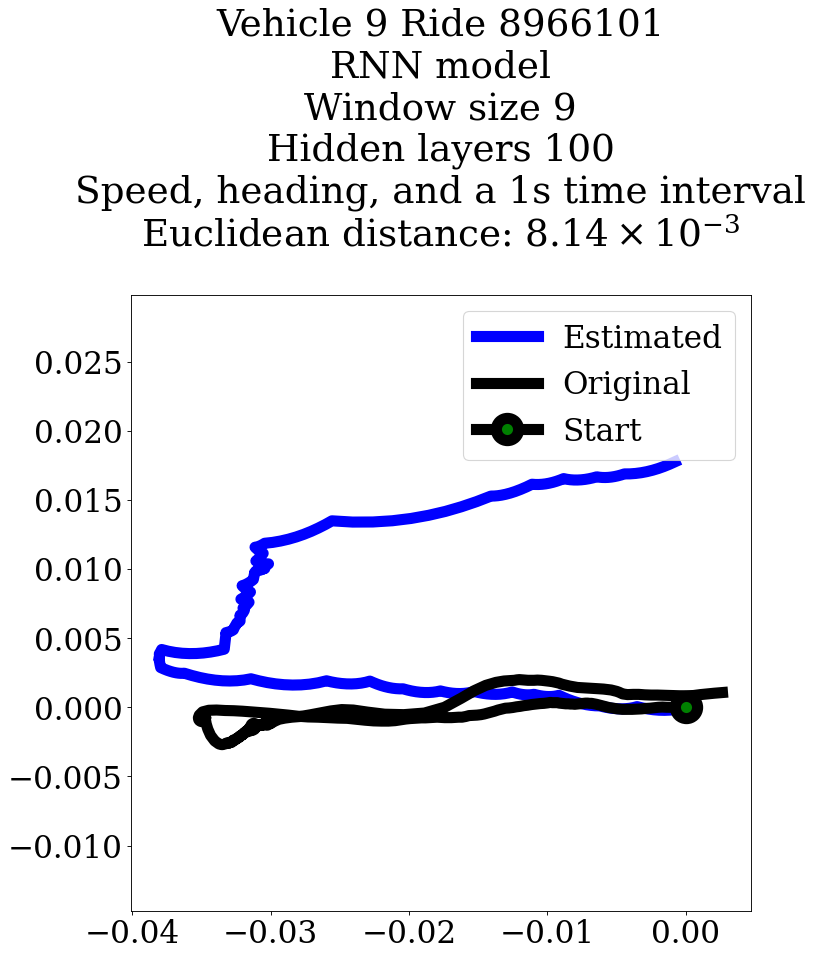 Vehicle 9 Ride 8966101
RNN model
Window size 9
Hidden layers 100
Speed, heading, and a 1s time interval
Euclidean distance: 8.14 × 10⁻³
Estimated
Original
Start
0.025
0.020
0.015
0.010
0.005
0.000
−0.005
−0.010
−0.04 −0.03 −0.02 −0.01 0.00